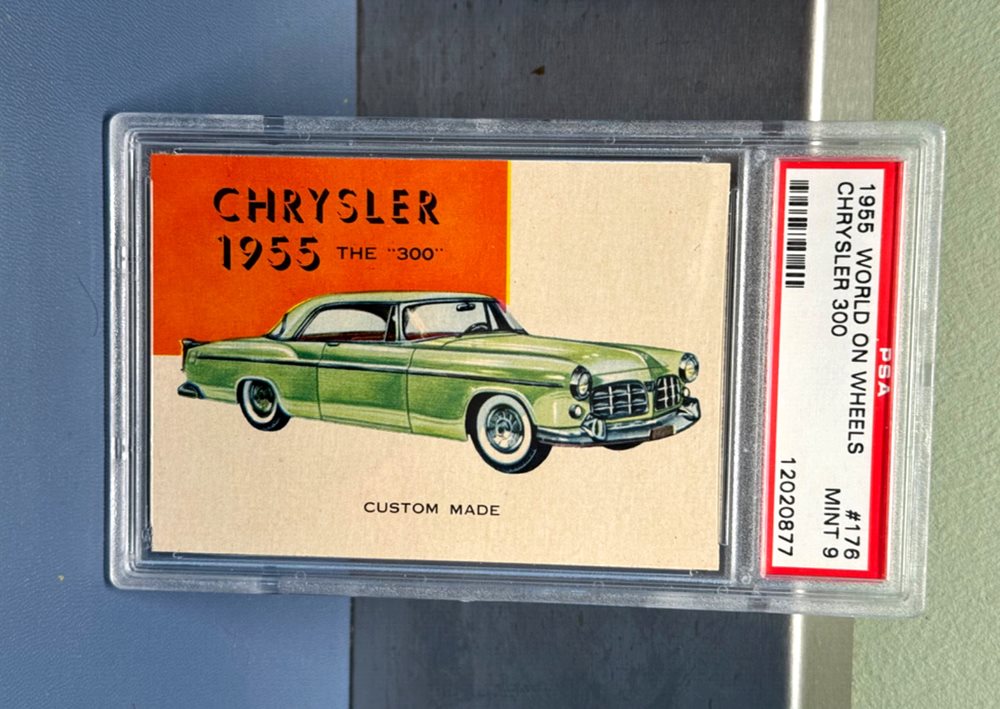 CHRYSLER
1955 THE "300"
CUSTOM MADE
1955 WORLD ON WHEELS #176
CHRYSLER 300 MINT 9
12020877
PSA